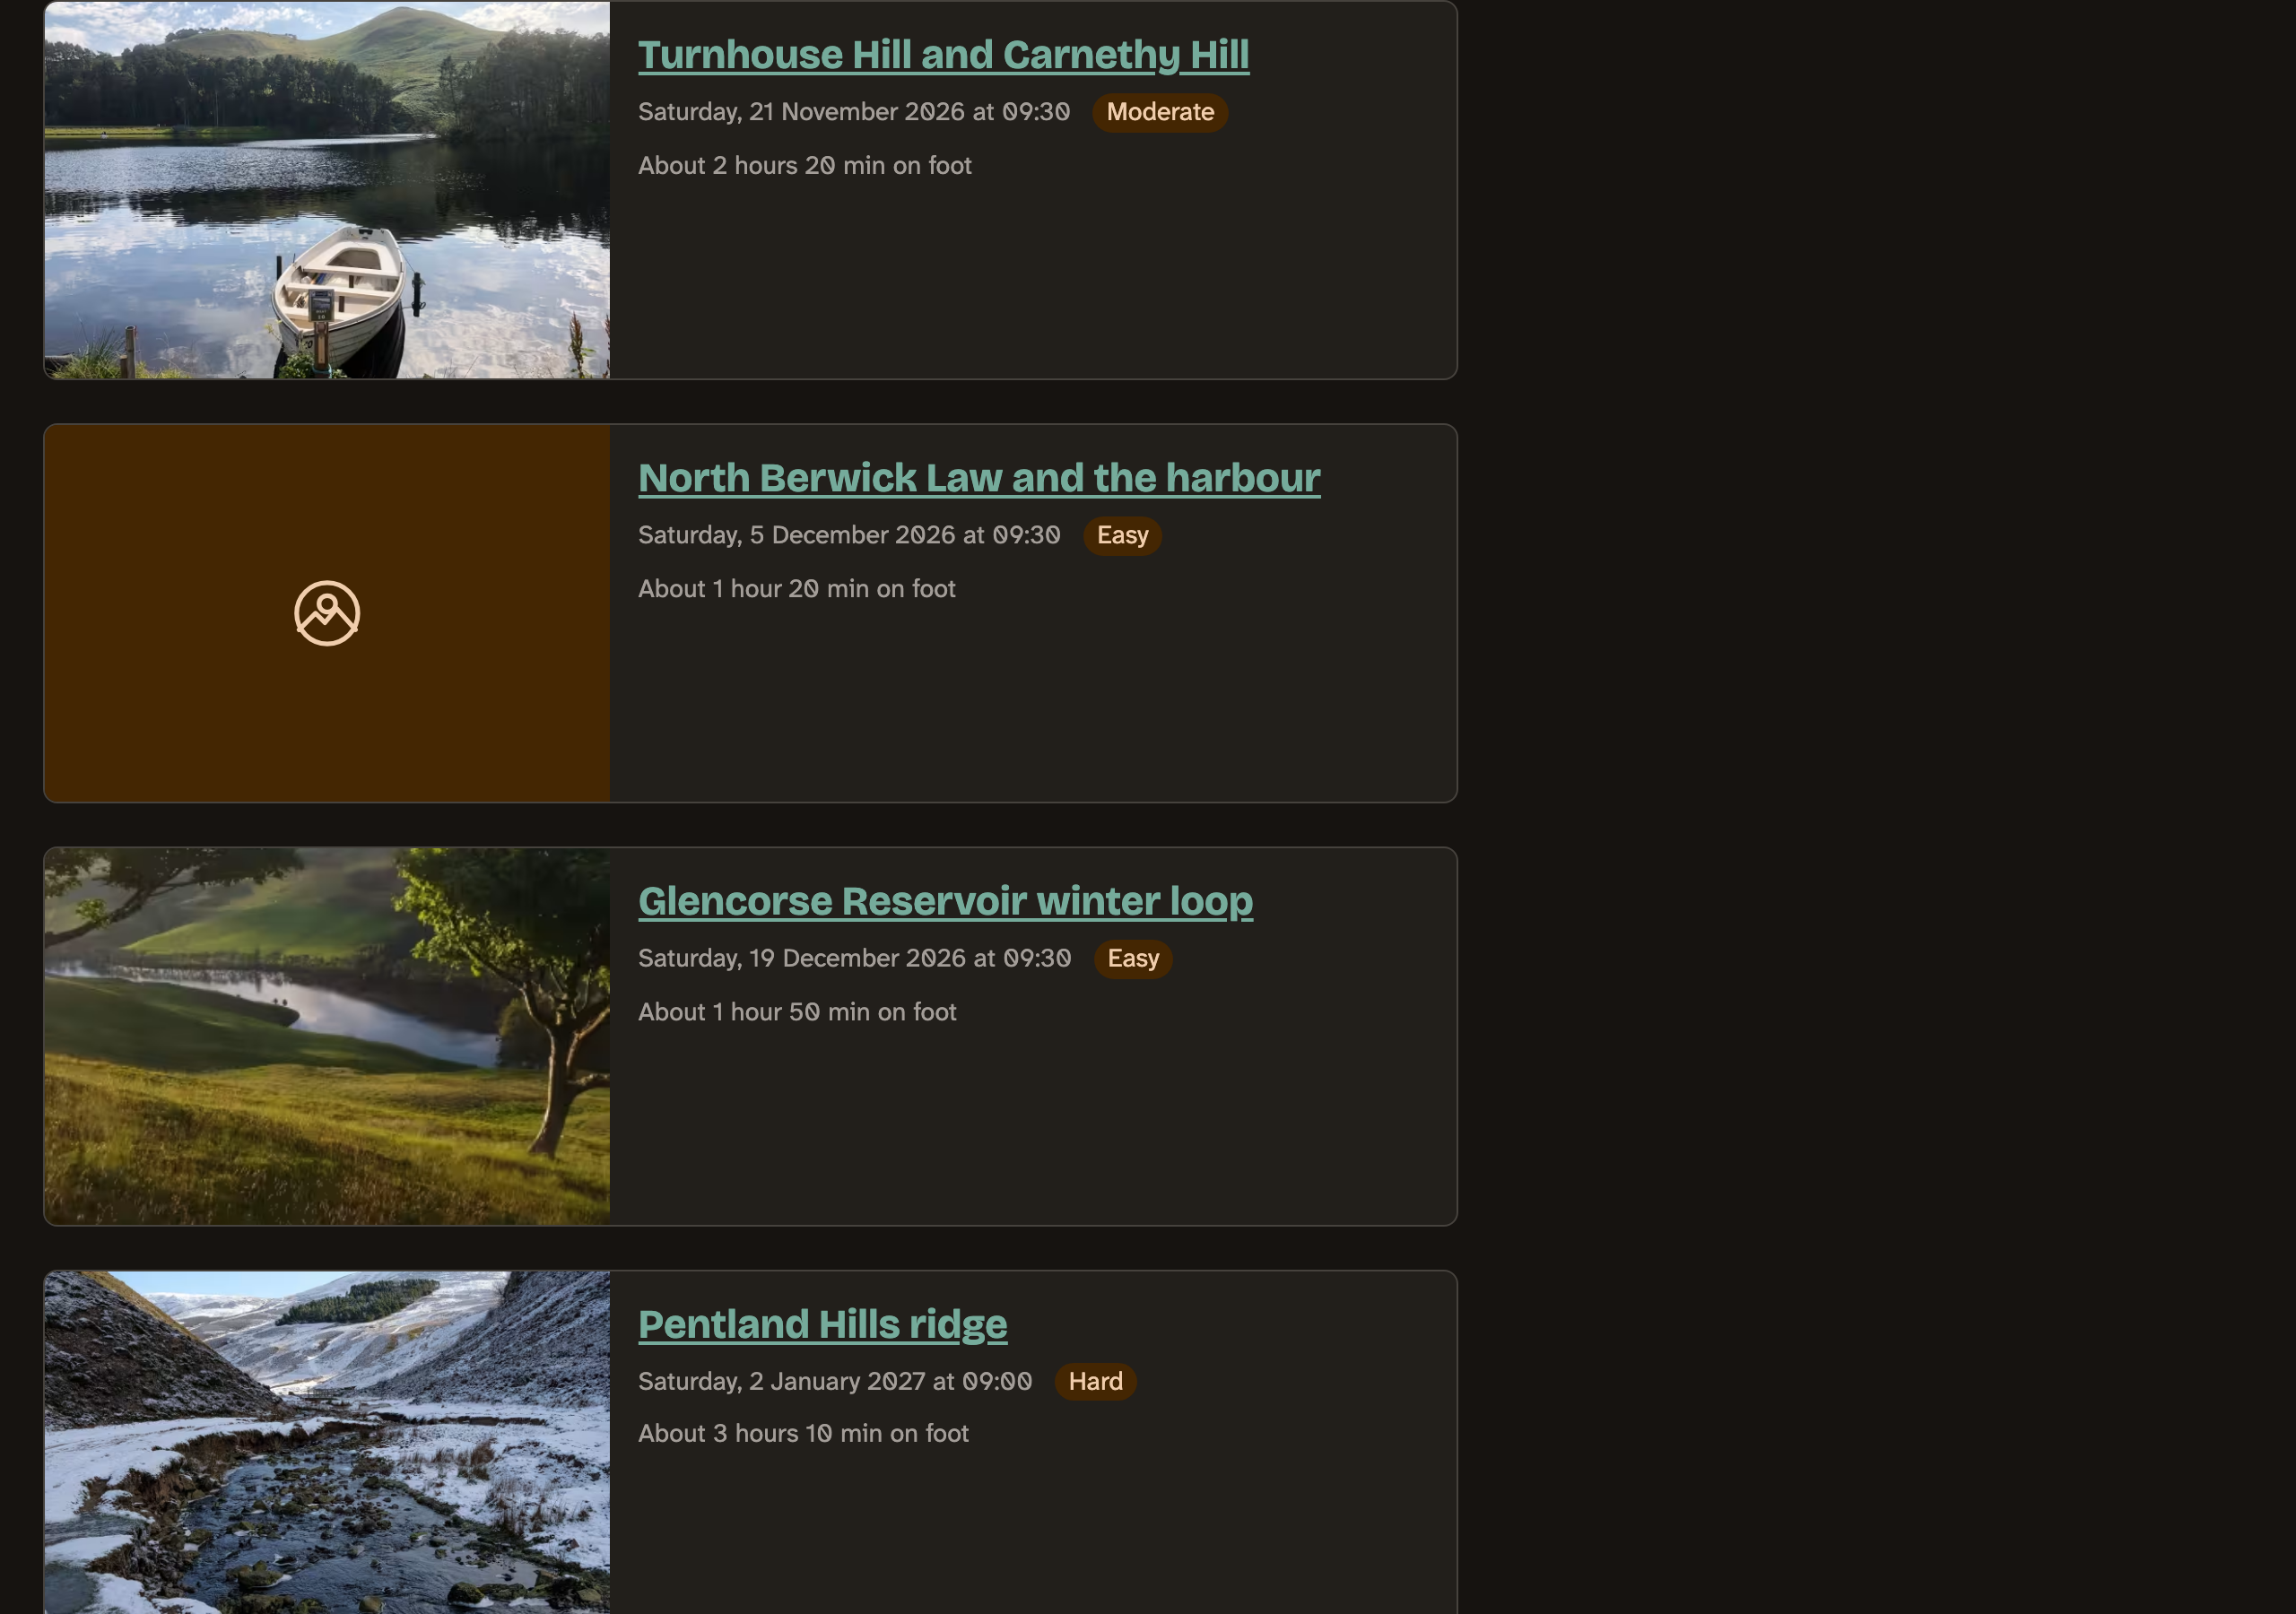 Turnhouse Hill and Carnethy Hill
Saturday, 21 November 2026 at 09:30 Moderate
About 2 hours 20 min on foot
North Berwick Law and the harbour
Saturday, 5 December 2026 at 09:30 Easy
About 1 hour 20 min on foot
Glencorse Reservoir winter loop
Saturday, 19 December 2026 at 09:30 Easy
About 1 hour 50 min on foot
Pentland Hills ridge
Saturday, 2 January 2027 at 09:00 Hard
About 3 hours 10 min on foot